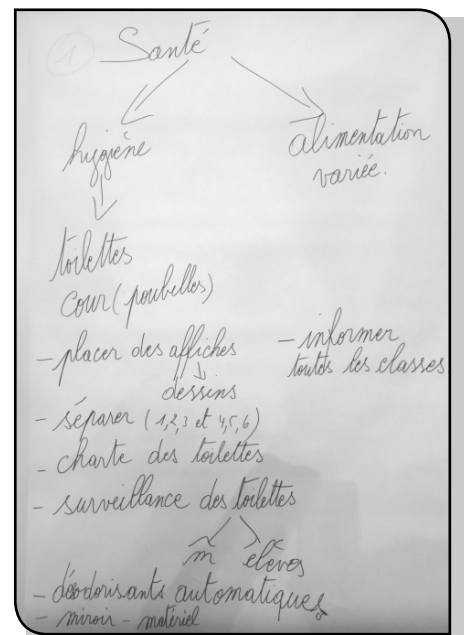 1 Santé
hygiène
alimentation
variée.
toilettes
cour (poubelles)
- placer des affiches
dessins
- informer
toutes les classes
- séparer (1,2,3 et 4,5,6)
- charte des toilettes
- surveillance des toilettes
m élèves
- déodorisants automatiques
- miroir - matériel